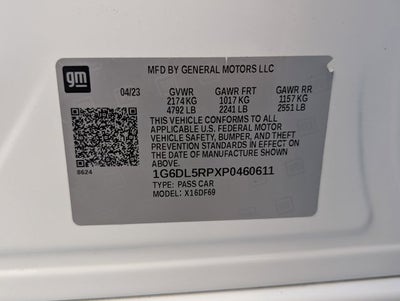 gm
MFD BY GENERAL MOTORS LLC
04/23 GVWR GAWR FRT GAWR RR
2174 KG 1017 KG 1157 KG
4792 LB 2241 LB 2551 LB
THIS VEHICLE CONFORMS TO ALL
APPLICABLE U.S. FEDERAL MOTOR
VEHICLE SAFETY, BUMPER, AND THEFT
PREVENTION STANDARDS IN EFFECT ON
THE DATE OF MANUFACTURE SHOWN
ABOVE.
8624
1G6DL5RPXP0460611
TYPE: PASS CAR
MODEL: X16DF69